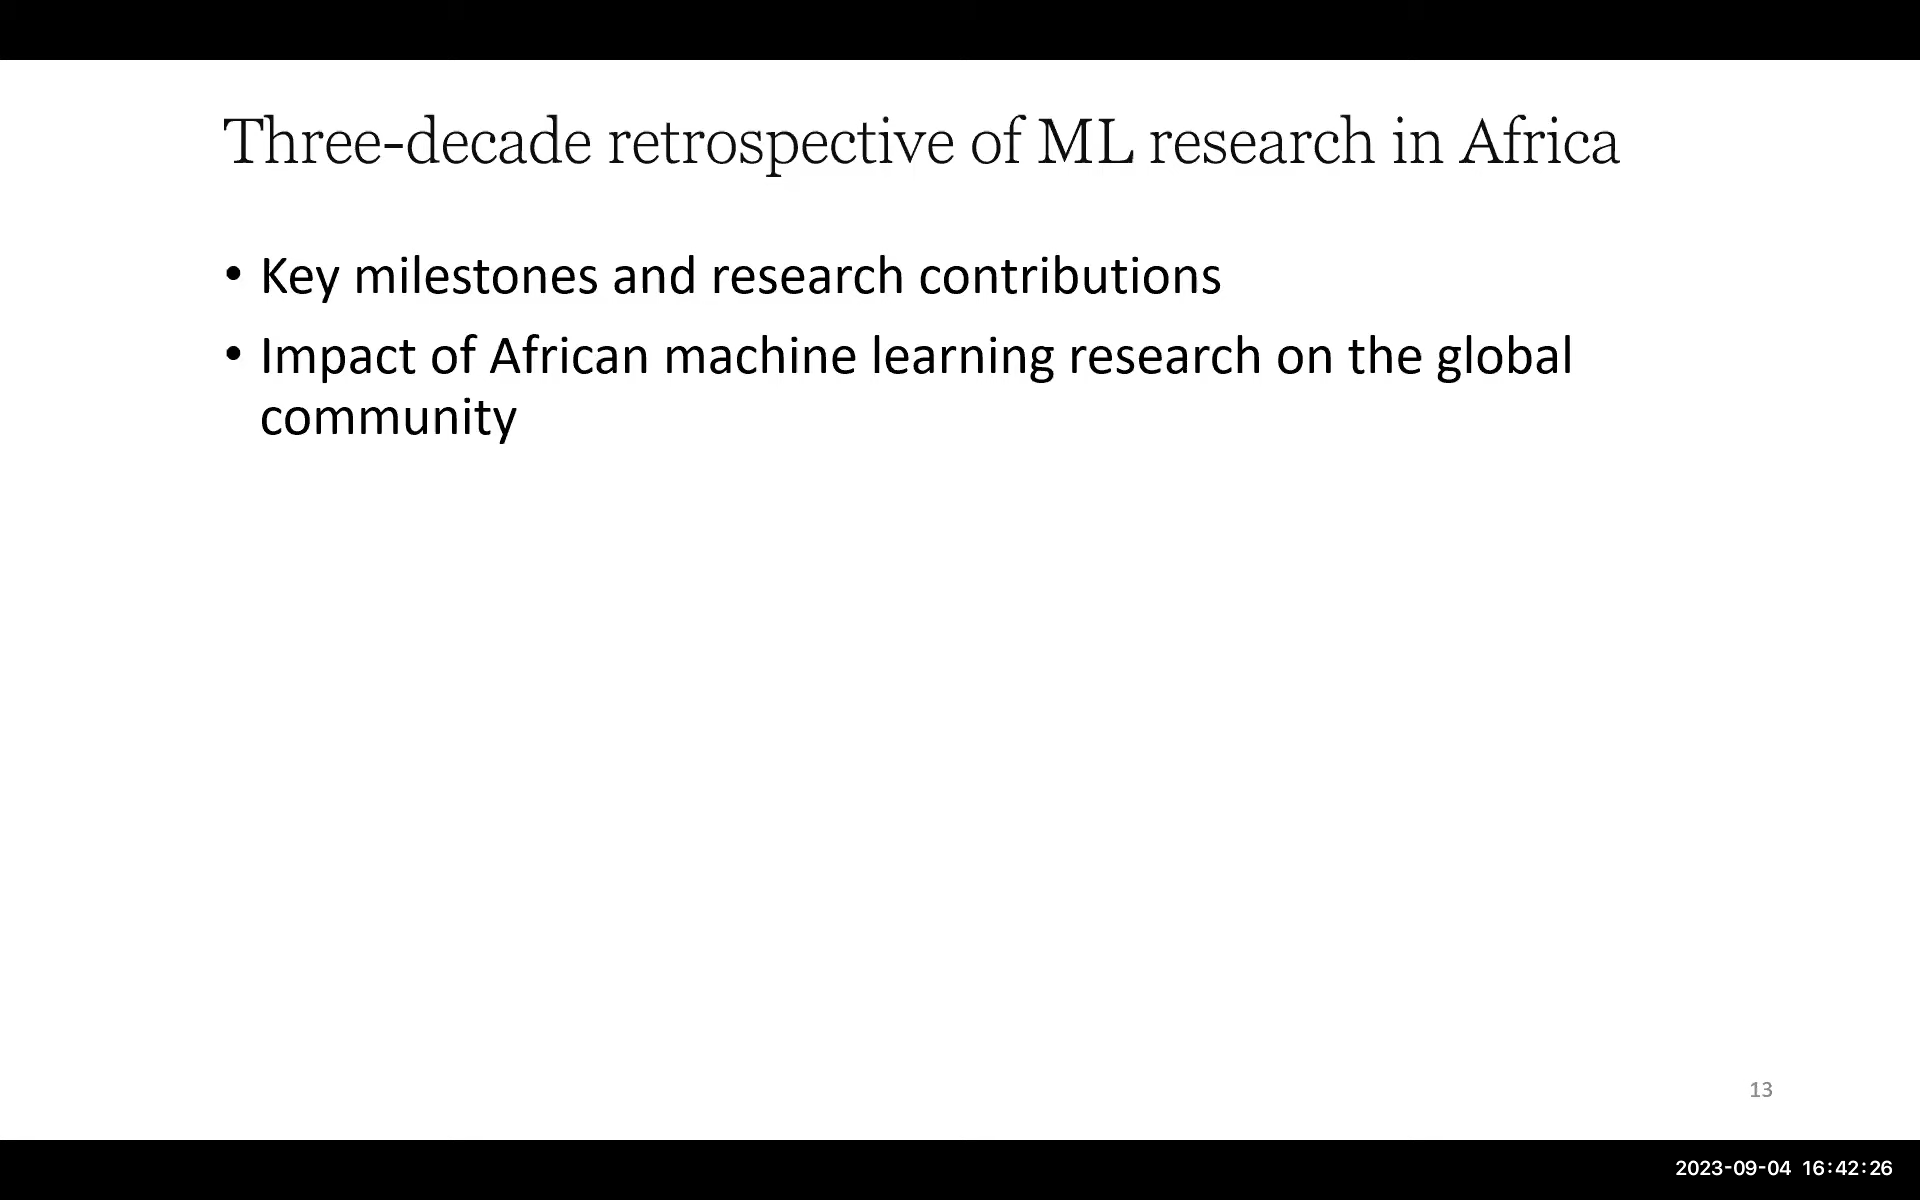 Three-decade retrospective of ML research in Africa
• Key milestones and research contributions
• Impact of African machine learning research on the global
community
13
2023-09-04 16:42:26